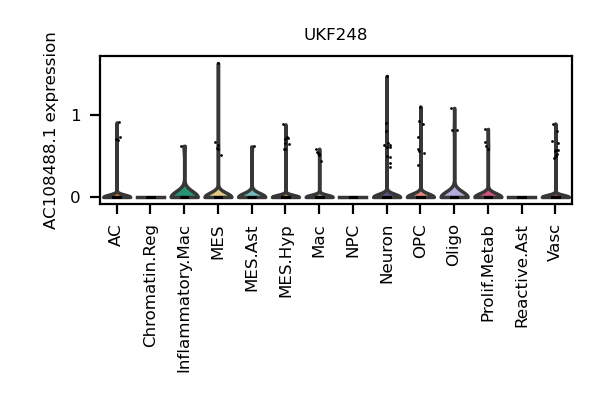 UKF248
AC108488.1 expression
1
0
AC
Chromatin.Reg
Inflammatory.Mac
MES
MES.Ast
MES.Hyp
Mac
NPC
Neuron
OPC
Oligo
Prolif.Metab
Reactive.Ast
Vasc